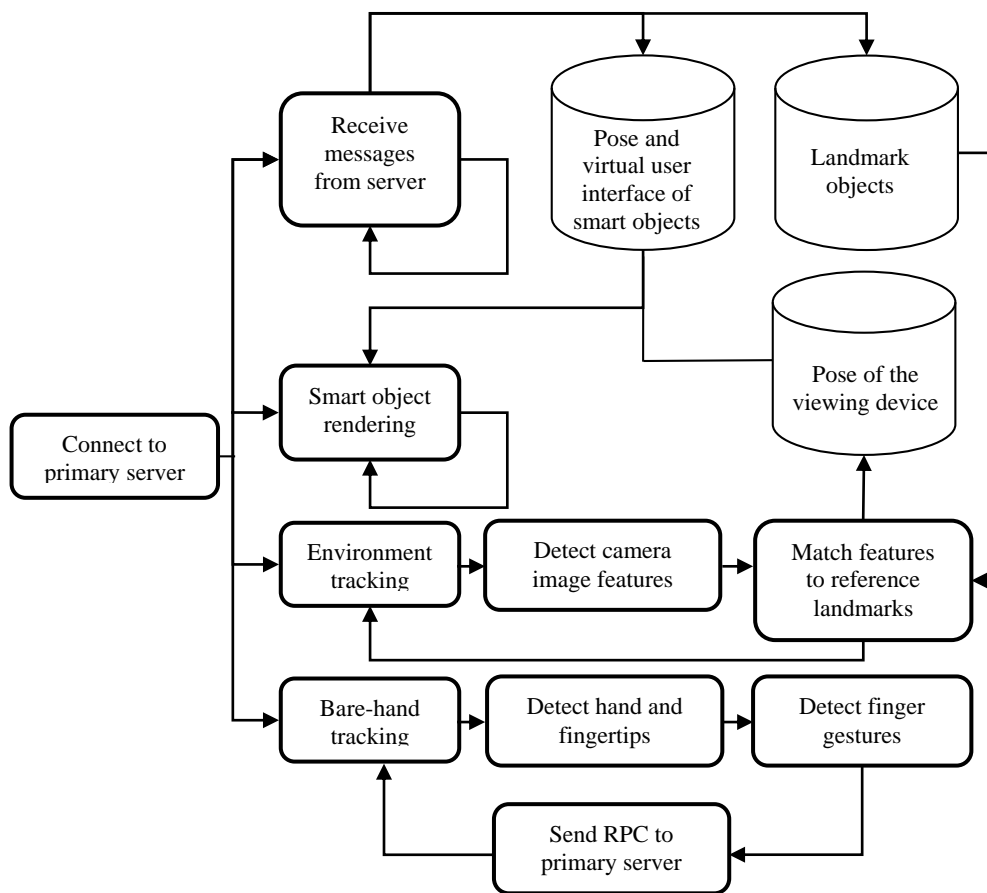 Receive
messages
from server
Pose and
virtual user
interface of
smart objects
Landmark
objects
Smart object
rendering
Pose of the
viewing device
Connect to
primary server
Environment
tracking
Detect camera
image features
Match features
to reference
landmarks
Bare-hand
tracking
Detect hand and
fingertips
Detect finger
gestures
Send RPC to
primary server